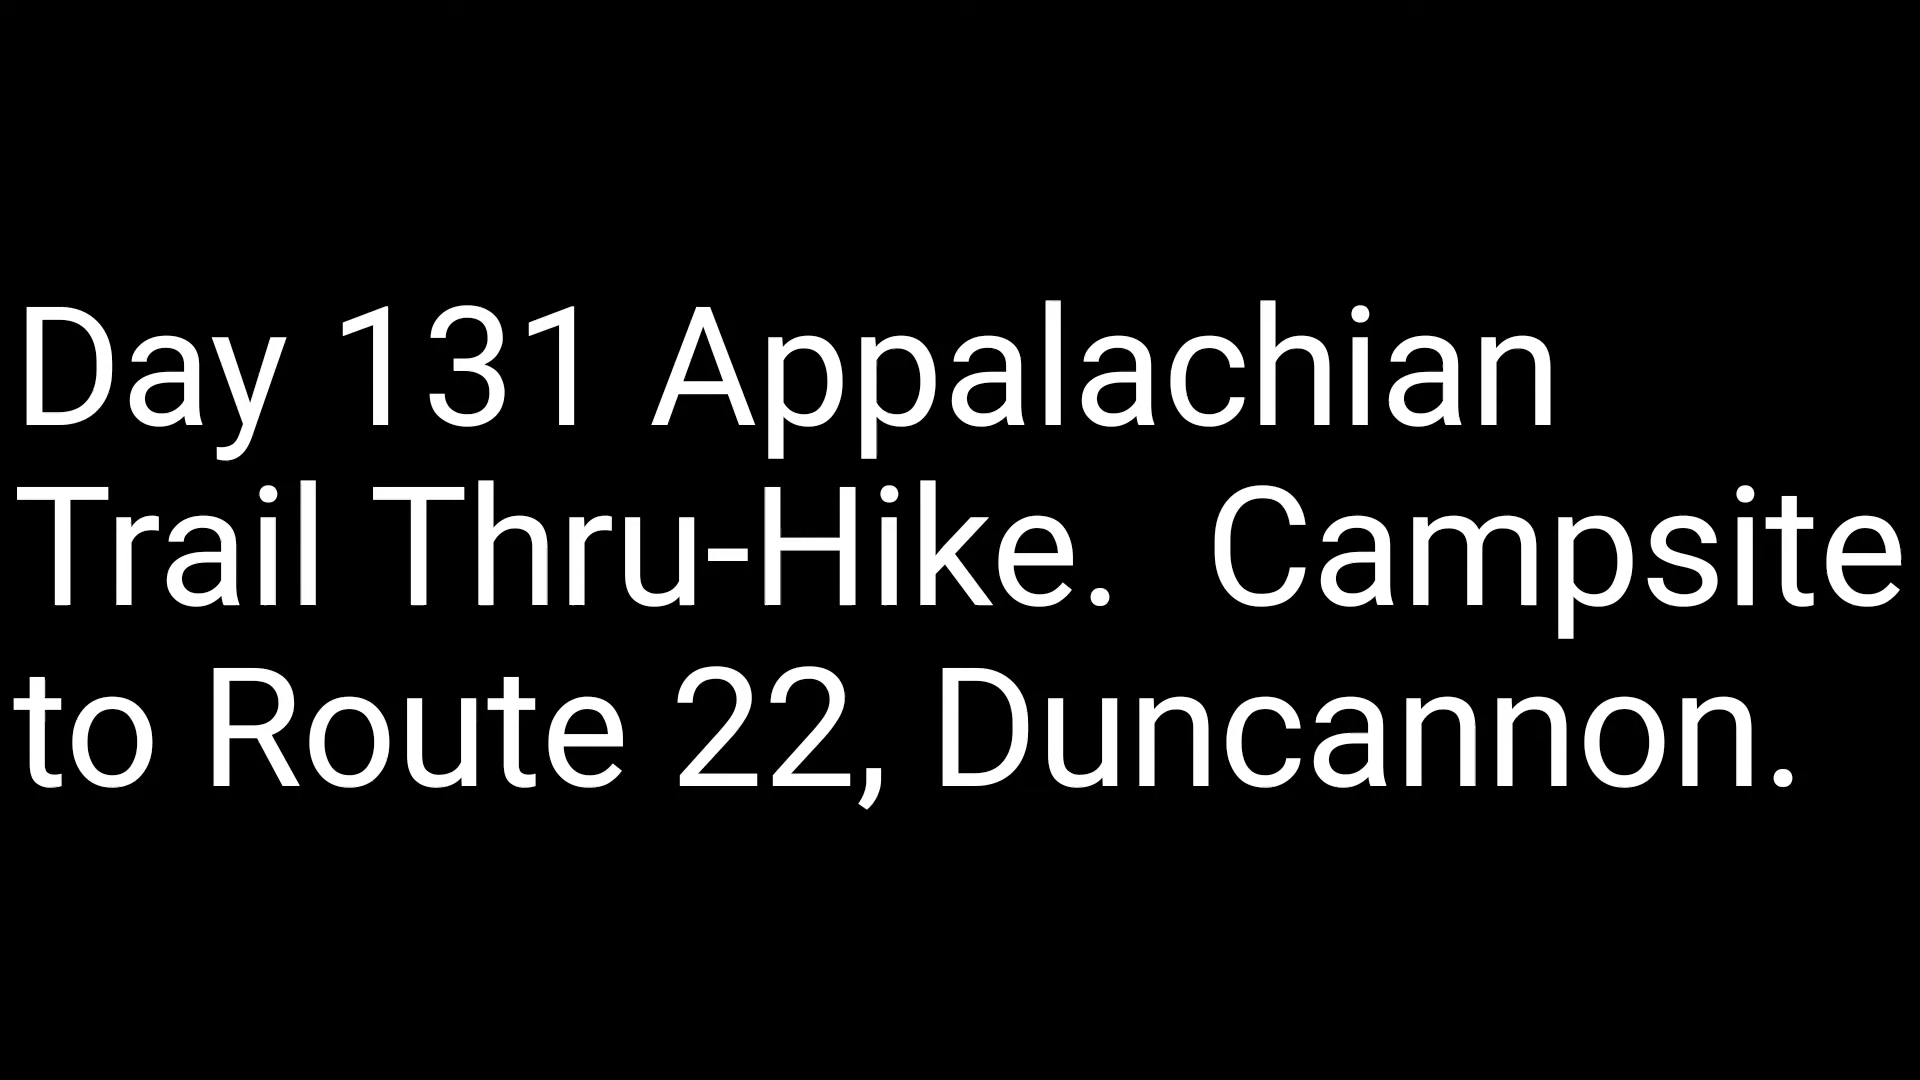 Day 131 Appalachian
Trail Thru-Hike.  Campsite
to Route 22, Duncannon.